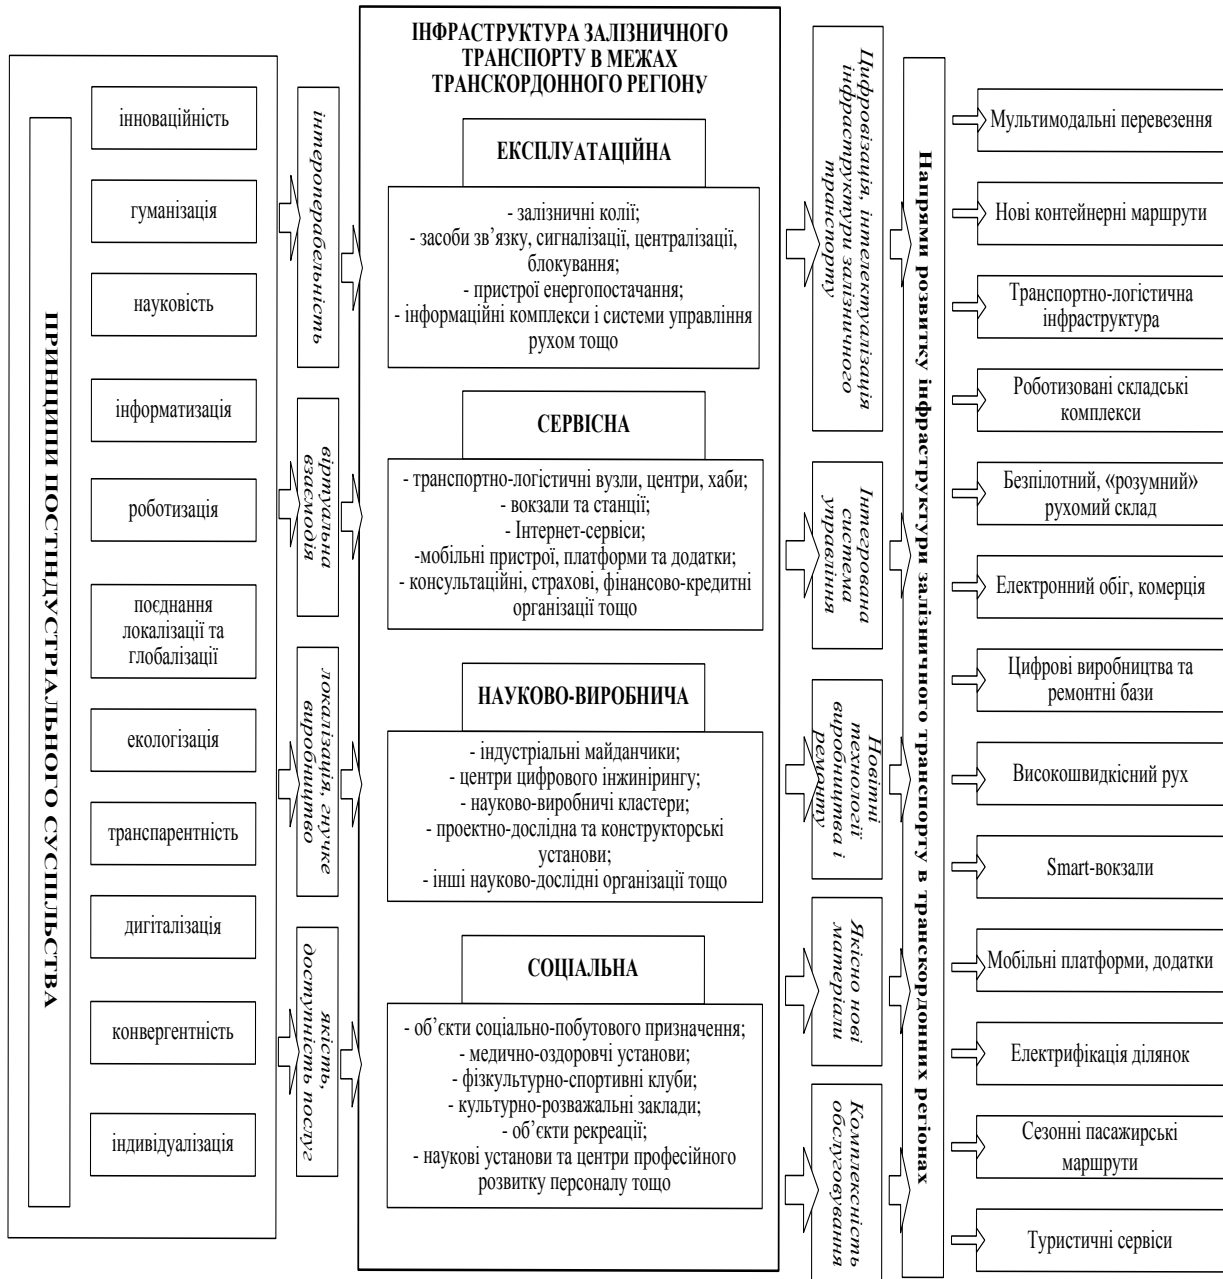 ПРИНЦИПИ ПОСТІНДУСТРІАЛЬНОГО СУСПІЛЬСТВА
інноваційність
гуманізація
науковість
інформатизація
роботизація
поєднання
локалізації та
глобалізації
екологізація
транспарентність
дигіталізація
конвергентність
індивідуалізація
інтероперабельність
віртуальна
взаємодія
локалізація, гнучке
виробництво
якість,
доступність послуг
ІНФРАСТРУКТУРА ЗАЛІЗНИЧНОГО
ТРАНСПОРТУ В МЕЖАХ
ТРАНСКОРДОННОГО РЕГІОНУ
ЕКСПЛУАТАЦІЙНА
- залізничні колії;
- засоби зв’язку, сигналізації, централізації,
блокування;
- пристрої енергопостачання;
- інформаційні комплекси і системи управління
рухом тощо
СЕРВІСНА
- транспортно-логістичні вузли, центри, хаби;
- вокзали та станції;
- Інтернет-сервіси;
-мобільні пристрої, платформи та додатки;
- консультаційні, страхові, фінансово-кредитні
організації тощо
НАУКОВО-ВИРОБНИЧА
- індустріальні майданчики;
- центри цифрового інжинірингу;
- науково-виробничі кластери;
- проектно-дослідна та конструкторські
установи;
- інші науково-дослідні організації тощо
СОЦІАЛЬНА
- об’єкти соціально-побутового призначення;
- медично-оздоровчі установи;
- фізкультурно-спортивні клуби;
- культурно-розважальні заклади;
- об’єкти рекреації;
- наукові установи та центри професійного
розвитку персоналу тощо
Цифровізація, інтелектуалізація
інфраструктури залізничного
транспорту
Інтегрована
система
управління
Новітні
технології
виробництва і
ремонту
Якісно нові
матеріали
Комплексність
обслуговування
Напрями розвитку інфраструктури залізничного транспорту в транскордонних регіонах
Мультимодальні перевезення
Нові контейнерні маршрути
Транспортно-логістична
інфраструктура
Роботизовані складські
комплекси
Безпілотний, «розумний»
рухомий склад
Електронний обіг, комерція
Цифрові виробництва та
ремонтні бази
Високошвидкісний рух
Smart-вокзали
Мобільні платформи, додатки
Електрифікація ділянок
Сезонні пасажирські
маршрути
Туристичні сервіси